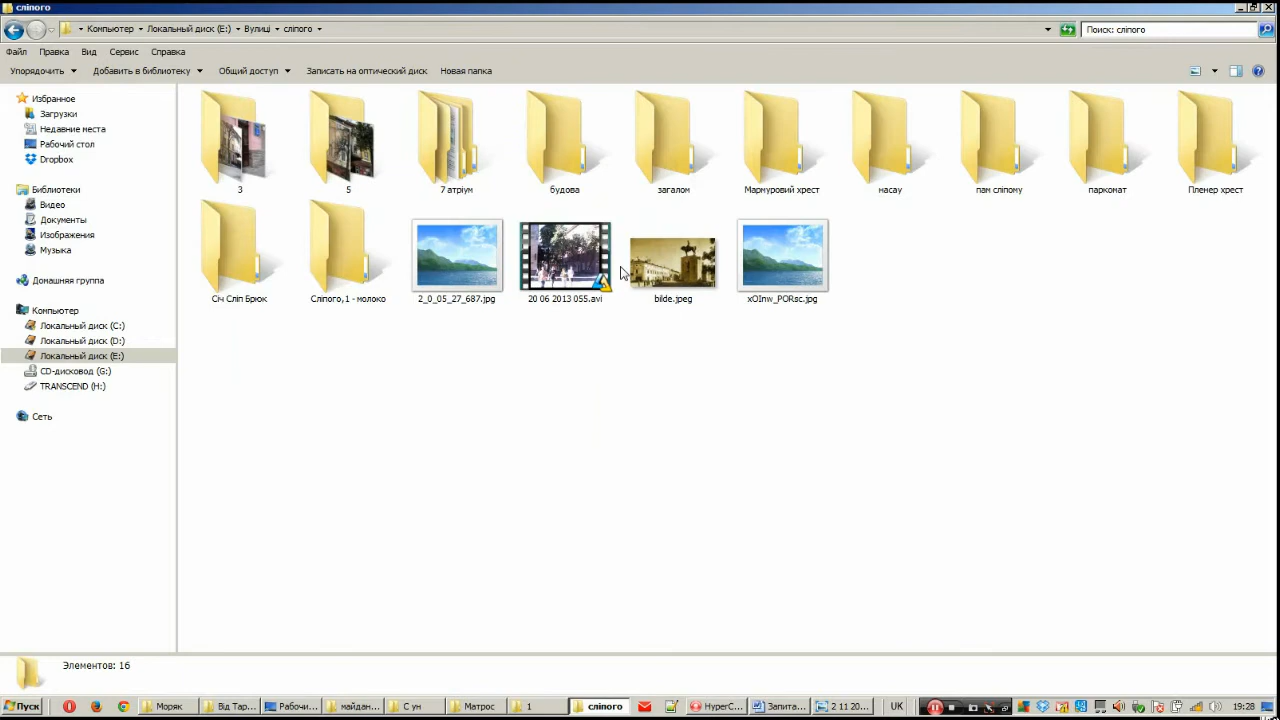 сліпого
Компьютер Локальный диск (E:) Вулиці сліпого
Поиск: сліпого
Файл Правка Вид Сервис Справка
Упорядочить Добавить в библиотеку Общий доступ Записать на оптический диск Новая папка
Избранное
Загрузки
Недавние места
Рабочий стол
Dropbox
Библиотеки
Видео
Документы
Изображения
Музыка
Домашняя группа
Компьютер
Локальный диск (C:)
Локальный диск (D:)
Локальный диск (E:)
CD-дисковод (G:)
TRANSCEND (H:)
Сеть
3 5 7 атріум будова загалом Мармуровий хрест насау пам сліпому паркомат Пленер хрест
Січ Сліп Брюк Сліпого,1 - молоко 2_0_05_27_687.jpg 20 06 2013 055.avi bilde.jpeg xOInw_PORsc.jpg
Элементов: 16
Пуск Моряк Від Тар... Рабочи... майдан... С ун Матрос 1 сліпого HyperC... Запита... 2 11 20... UK 19:28